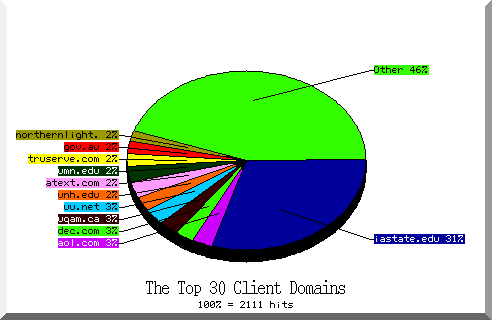 Other 46%
northernlight. 2%
gov.au 2%
truserve.com 2%
umn.edu 2%
atext.com 2%
unh.edu 2%
uu.net 3%
uqam.ca 3%
dec.com 3%
aol.com 3%
iastate.edu 31%
The Top 30 Client Domains
100% = 2111 hits